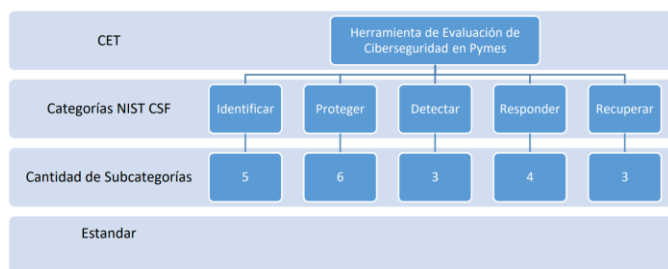 CET
Herramienta de Evaluación de
Ciberseguridad en Pymes
Categorías NIST CSF
Identificar
Proteger
Detectar
Responder
Recuperar
Cantidad de Subcategorías
5
6
3
4
3
Estandar